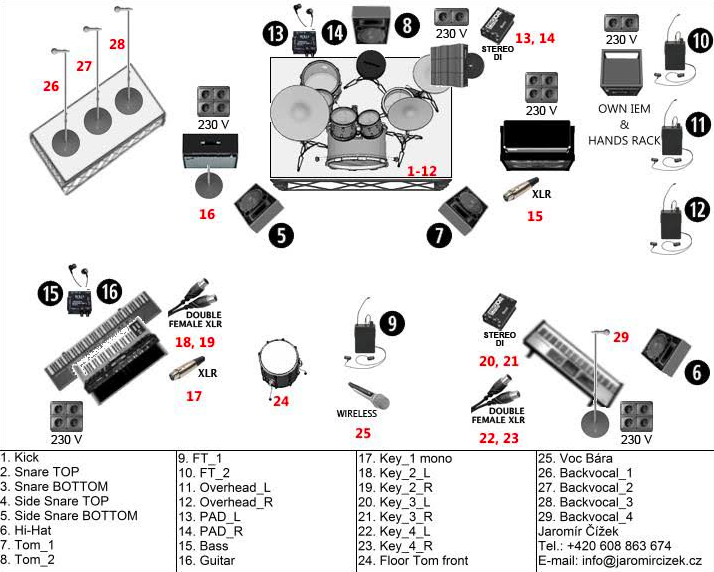 28
27
26
230 V
16
13
14
8
230 V
STEREO
DI
13, 14
230 V
230 V
OWN IEM
&
HANDS RACK
10
11
12
1-12
XLR
15
5
7
15
16
DOUBLE
FEMALE XLR
18, 19
XLR
17
230 V
24
9
WIRELESS
25
STEREO
DI
20, 21
DOUBLE
FEMALE XLR
22, 23
29
6
230 V
1. Kick
2. Snare TOP
3. Snare BOTTOM
4. Side Snare TOP
5. Side Snare BOTTOM
6. Hi-Hat
7. Tom_1
8. Tom_2
9. FT_1
10. FT_2
11. Overhead_L
12. Overhead_R
13. PAD_L
14. PAD_R
15. Bass
16. Guitar
17. Key_1 mono
18. Key_2_L
19. Key_2_R
20. Key_3_L
21. Key_3_R
22. Key_4_L
23. Key_4_R
24. Floor Tom front
25. Voc Bára
26. Backvocal_1
27. Backvocal_2
28. Backvocal_3
29. Backvocal_4
Jaromír Čížek
Tel.: +420 608 863 674
E-mail: info@jaromircizek.cz